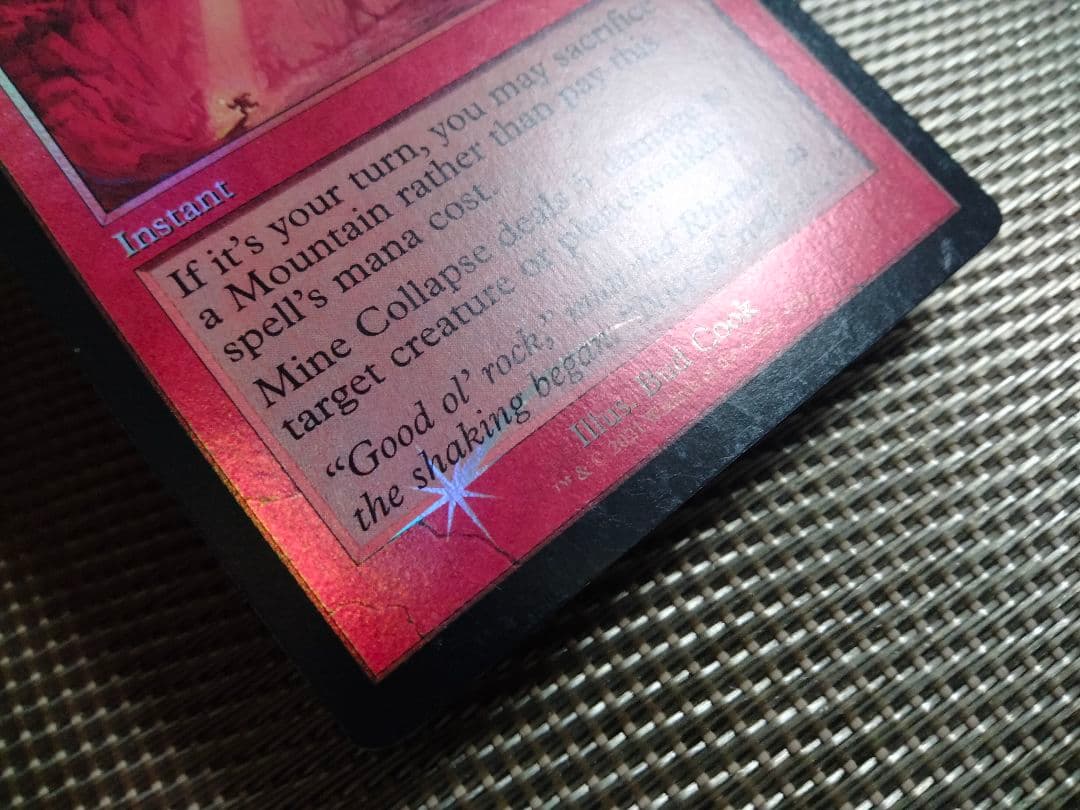 Instant
If it's your turn, you may sacrifice
a Mountain rather than pay this
spell's mana cost.
Mine Collapse deals 5 damage to
target creature or planeswalker.
“Good ol’ rock,”
the shaking began.
Illus. Bud Cook
™ & ©